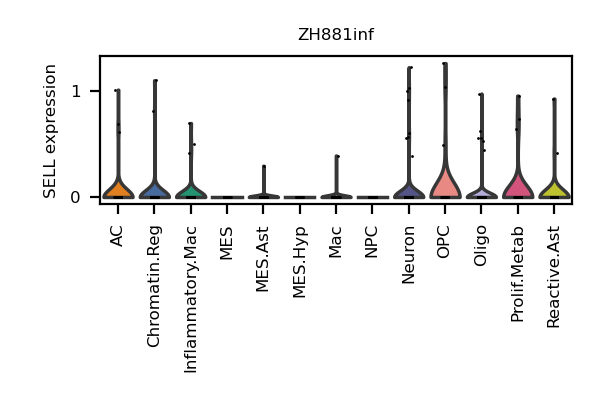 ZH881inf
SELL expression
1
0
AC
Chromatin.Reg
Inflammatory.Mac
MES
MES.Ast
MES.Hyp
Mac
NPC
Neuron
OPC
Oligo
Prolif.Metab
Reactive.Ast